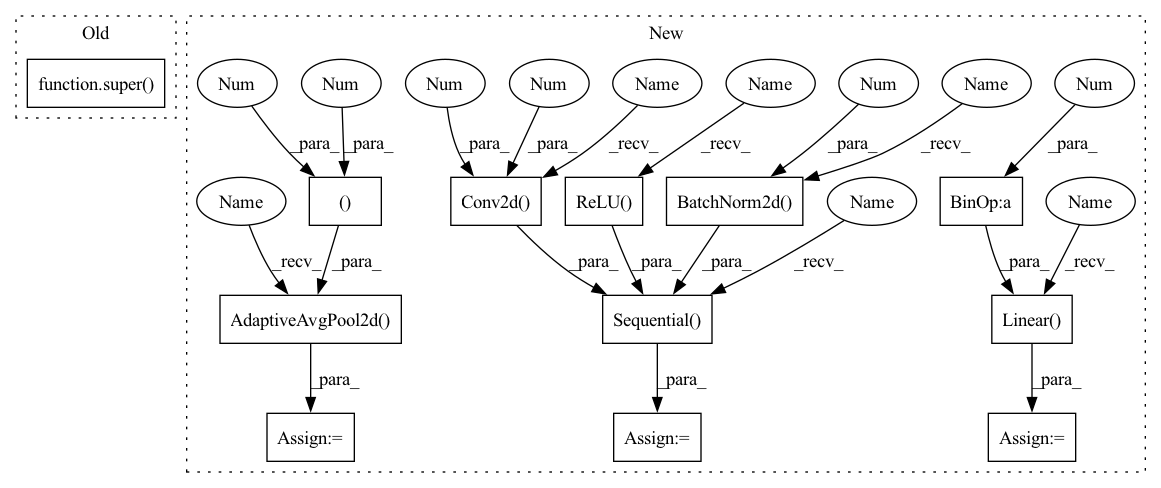 Old
New
function.super()
Num
Num
Num
Num
Name
Name
Num
Name
Num
_para_
_para_
_para_
_para_
_recv_
_recv_
_para_
_recv_
_para_
Name
()
Conv2d()
ReLU()
BatchNorm2d()
Name
BinOp:a
Name
_recv_
_para_
_para_
_para_
_para_
_recv_
_para_
_recv_
AdaptiveAvgPool2d()
Sequential()
Linear()
_para_
_para_
_para_
Assign:=
Assign:=
Assign:=